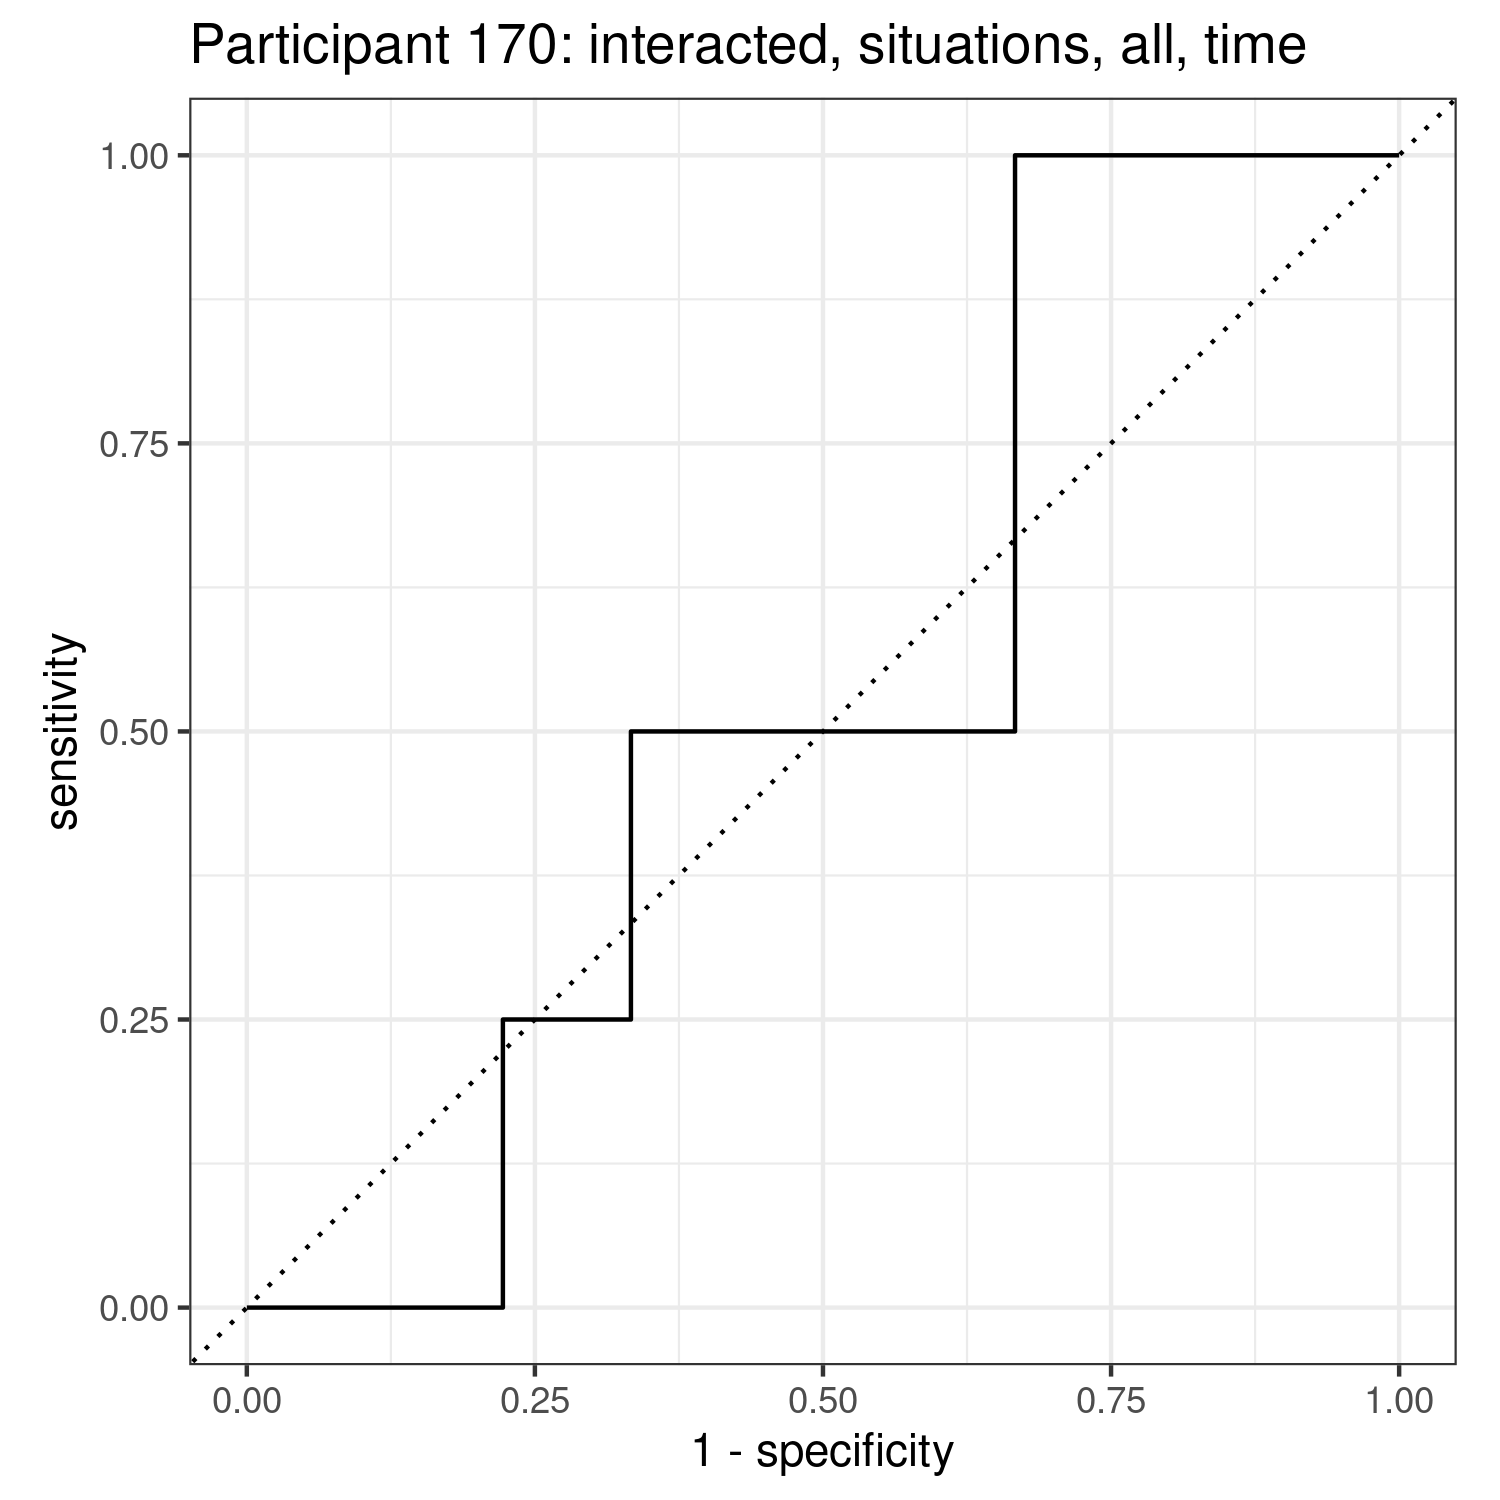 Participant 170: interacted, situations, all, time
1.00
0.75
0.50
0.25
0.00
sensitivity
0.00 0.25 0.50 0.75 1.00
1 - specificity